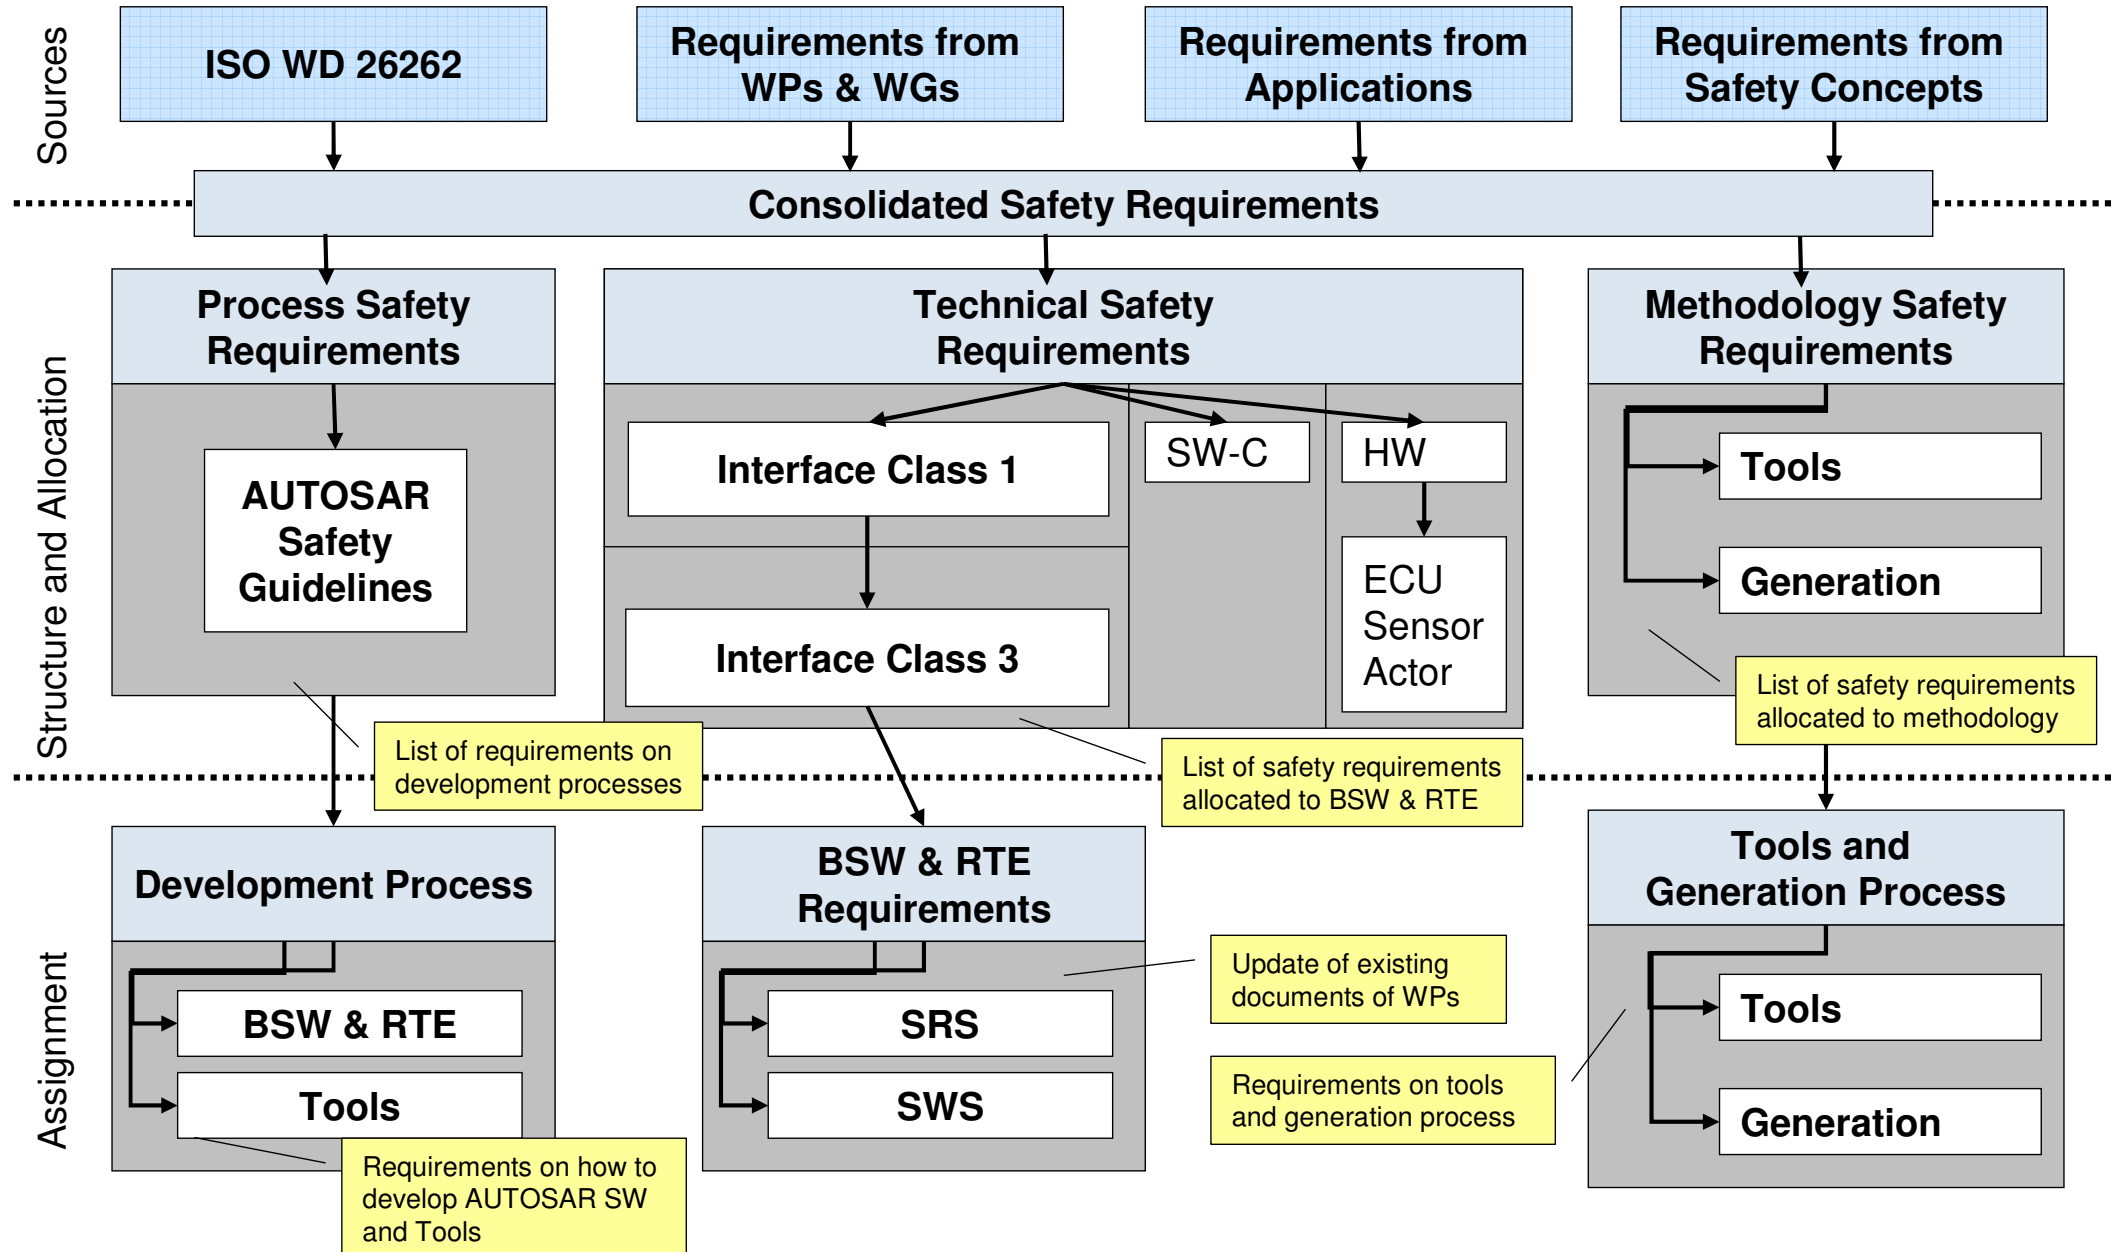 Sources
ISO WD 26262
Requirements from
WPs & WGs
Requirements from
Applications
Requirements from
Safety Concepts
Consolidated Safety Requirements
Structure and Allocation
Process Safety
Requirements
AUTOSAR
Safety
Guidelines
List of requirements on
development processes
Technical Safety
Requirements
Interface Class 1
Interface Class 3
SW-C
HW
ECU
Sensor
Actor
List of safety requirements
allocated to BSW & RTE
Methodology Safety
Requirements
Tools
Generation
List of safety requirements
allocated to methodology
Assignment
Development Process
BSW & RTE
Tools
Requirements on how to
develop AUTOSAR SW
and Tools
BSW & RTE
Requirements
SRS
SWS
Update of existing
documents of WPs
Requirements on tools
and generation process
Tools and
Generation Process
Tools
Generation